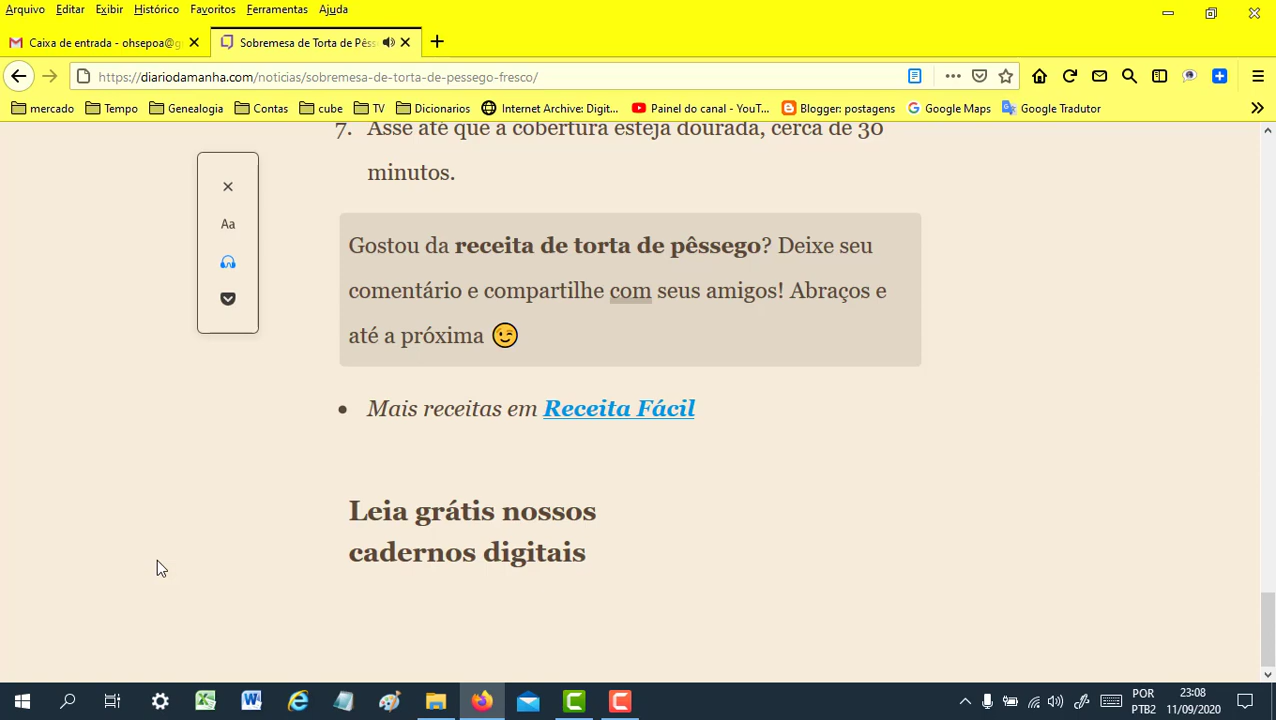 Arquivo Editar Exibir Histórico Favoritos Ferramentas Ajuda
Caixa de entrada - ohsepoa@g
Sobremesa de Torta de Pêss
https://diariodamanha.com/noticias/sobremesa-de-torta-de-pessego-fresco/
mercado Tempo Genealogia Contas cube TV Dicionarios Internet Archive: Digit... Painel do canal - YouT... Blogger: postagens Google Maps Google Tradutor
7. Asse até que a cobertura esteja dourada, cerca de 30
minutos.
Aa
Gostou da receita de torta de pêssego? Deixe seu
comentário e compartilhe com seus amigos! Abraços e
até a próxima 😉
• Mais receitas em Receita Fácil
Leia grátis nossos
cadernos digitais
POR
PTB2
23:08
11/09/2020